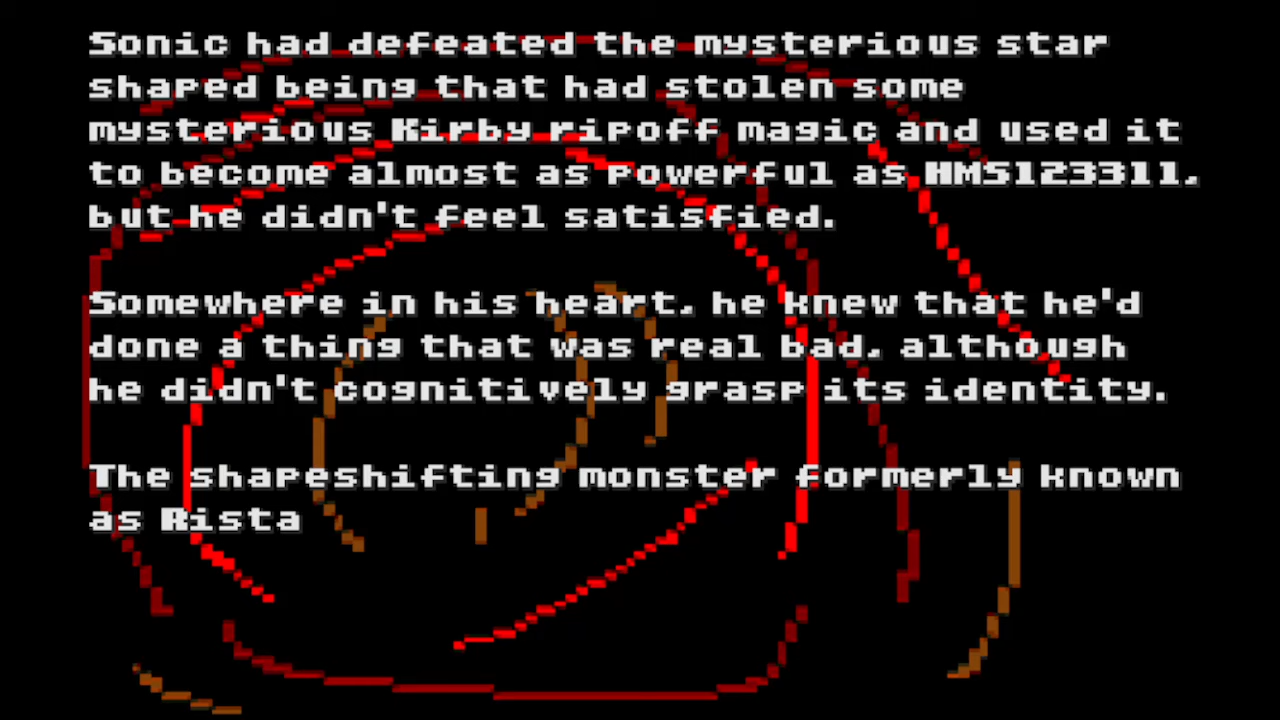 Sonic had defeated the mysterious star
shaped being that had stolen some
mysterious Kirby ripoff magic and used it
to become almost as powerful as HMS123311,
but he didn't feel satisfied.
Somewhere in his heart, he knew that he'd
done a thing that was real bad, although
he didn't cognitively grasp its identity.
The shapeshifting monster formerly known
as Rista